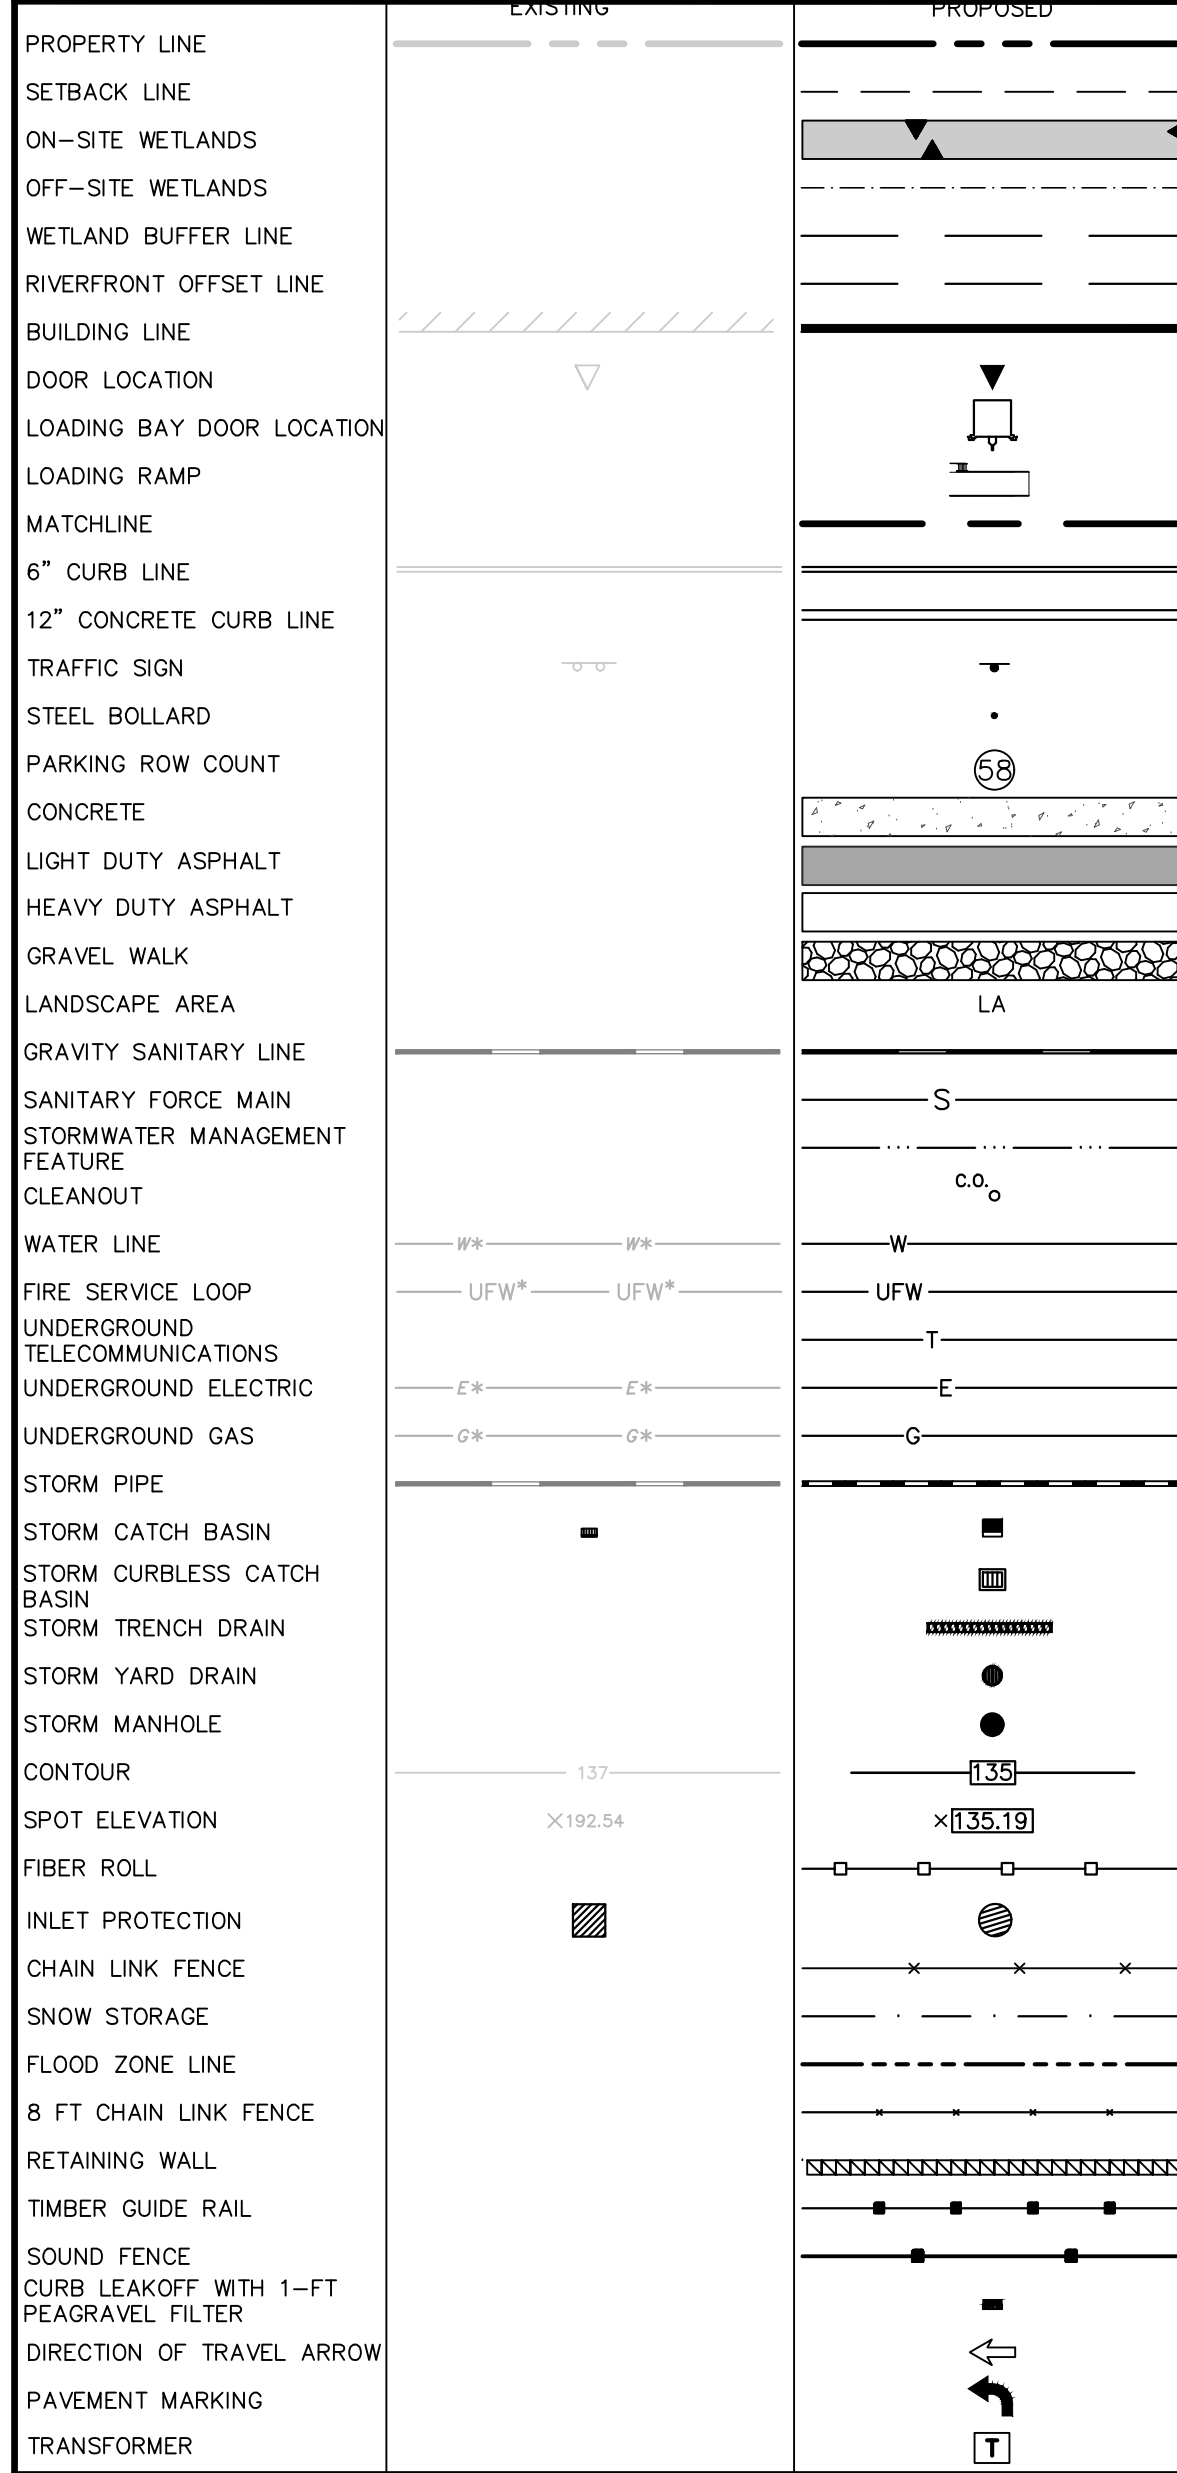 EXISTING PROPOSED
PROPERTY LINE
SETBACK LINE
ON-SITE WETLANDS
OFF-SITE WETLANDS
WETLAND BUFFER LINE
RIVERFRONT OFFSET LINE
BUILDING LINE
DOOR LOCATION
LOADING BAY DOOR LOCATION
LOADING RAMP
MATCHLINE
6" CURB LINE
12" CONCRETE CURB LINE
TRAFFIC SIGN
STEEL BOLLARD
PARKING ROW COUNT 58
CONCRETE
LIGHT DUTY ASPHALT
HEAVY DUTY ASPHALT
GRAVEL WALK
LANDSCAPE AREA LA
GRAVITY SANITARY LINE
SANITARY FORCE MAIN S
STORMWATER MANAGEMENT
FEATURE
CLEANOUT C.O.
WATER LINE W* W* W
FIRE SERVICE LOOP UFW* UFW* UFW
UNDERGROUND
TELECOMMUNICATIONS T
UNDERGROUND ELECTRIC E* E* E
UNDERGROUND GAS G* G* G
STORM PIPE
STORM CATCH BASIN
STORM CURBLESS CATCH
BASIN
STORM TRENCH DRAIN
STORM YARD DRAIN
STORM MANHOLE
CONTOUR 137 135
SPOT ELEVATION ×192.54 ×135.19
FIBER ROLL
INLET PROTECTION
CHAIN LINK FENCE
SNOW STORAGE
FLOOD ZONE LINE
8 FT CHAIN LINK FENCE
RETAINING WALL
TIMBER GUIDE RAIL
SOUND FENCE
CURB LEAKOFF WITH 1-FT
PEAGRAVEL FILTER
DIRECTION OF TRAVEL ARROW
PAVEMENT MARKING
TRANSFORMER T